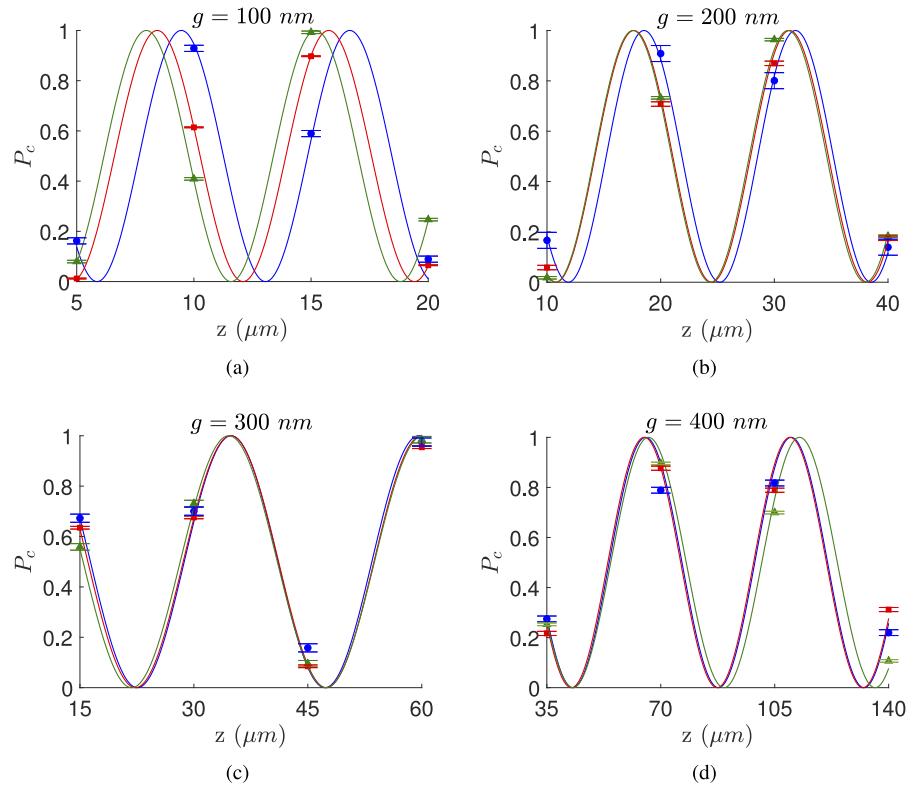 g = 100 nm
1
0.8
0.6
0.4
0.2
0
P_c
5 10 15 20
z (μm)
(a)
g = 200 nm
1
0.8
0.6
0.4
0.2
0
P_c
10 20 30 40
z (μm)
(b)
g = 300 nm
1
0.8
0.6
0.4
0.2
0
P_c
15 30 45 60
z (μm)
(c)
g = 400 nm
1
0.8
0.6
0.4
0.2
0
P_c
35 70 105 140
z (μm)
(d)